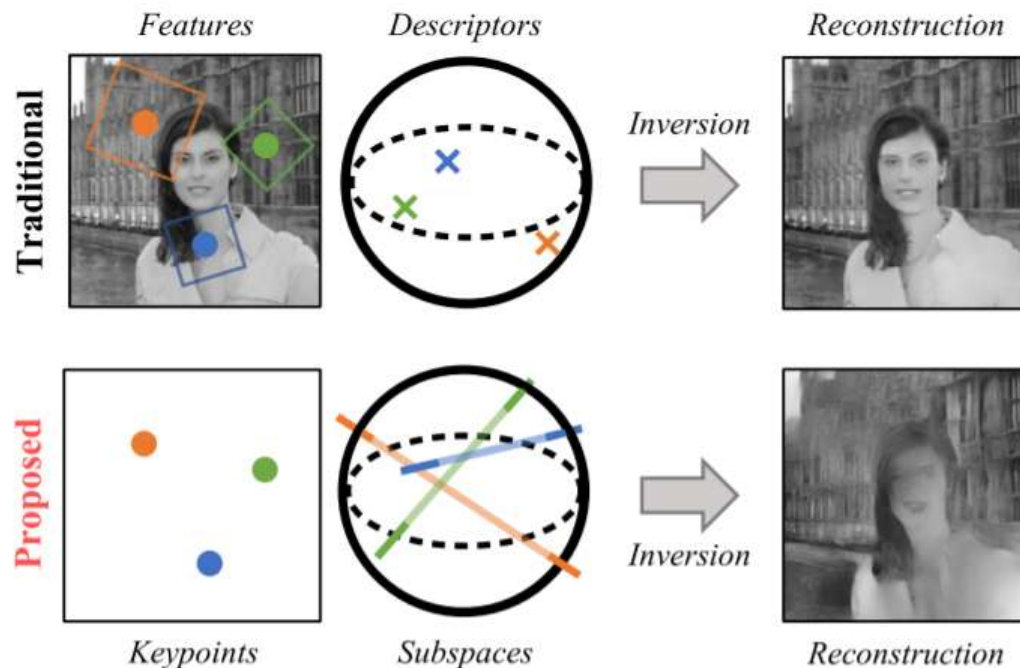 Features
Descriptors
Reconstruction
Traditional
Inversion
Proposed
Inversion
Keypoints
Subspaces
Reconstruction